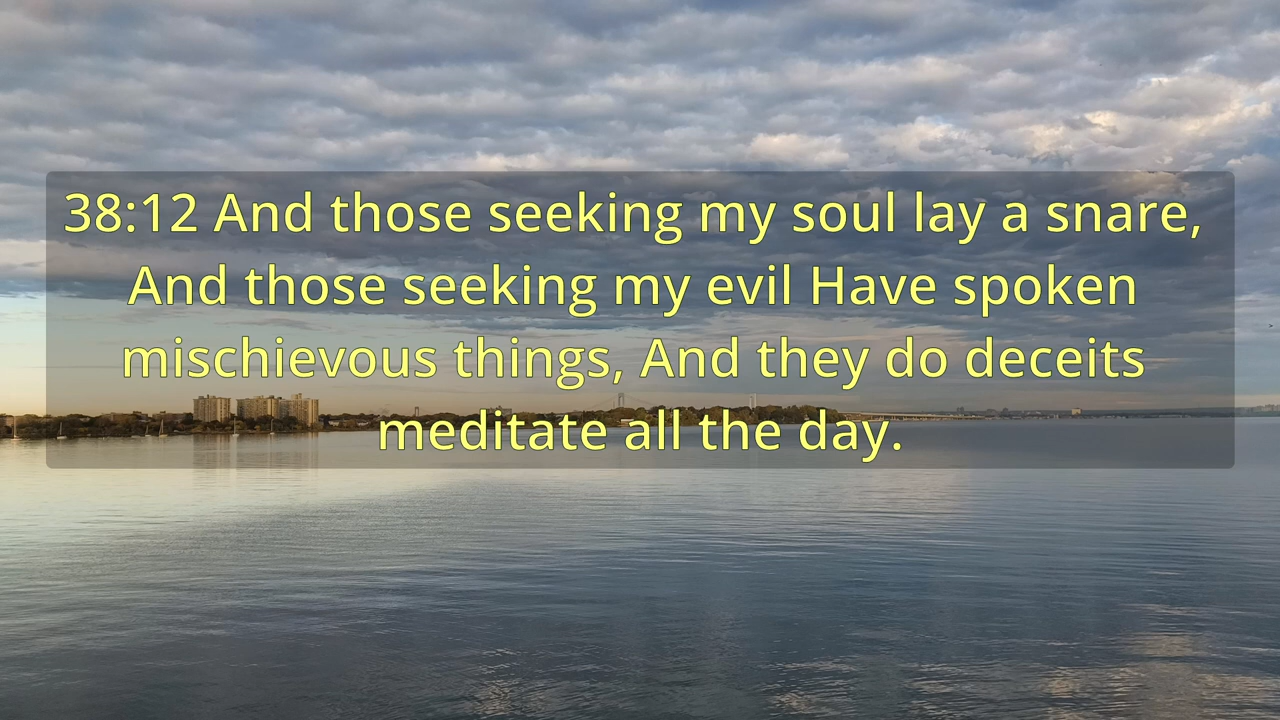 38:12 And those seeking my soul lay a snare,
And those seeking my evil Have spoken
mischievous things, And they do deceits
meditate all the day.